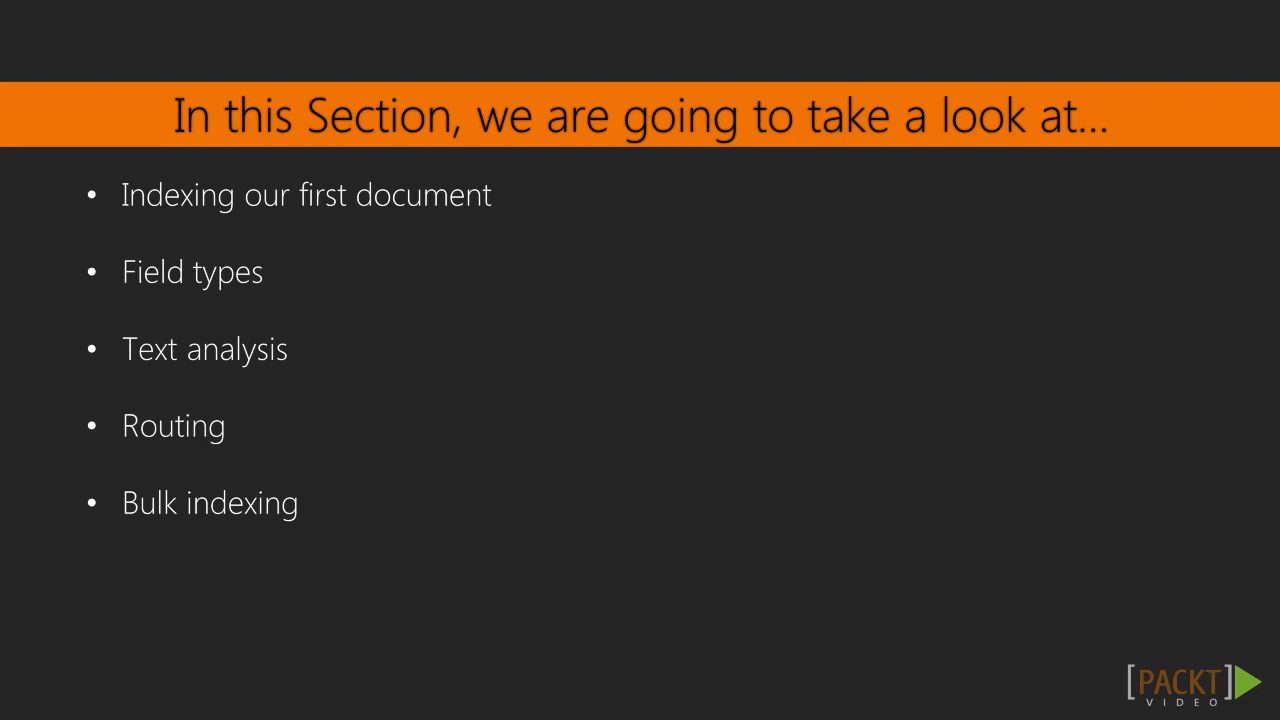 In this Section, we are going to take a look at...
• Indexing our first document
• Field types
• Text analysis
• Routing
• Bulk indexing
[PACKT]
VIDEO